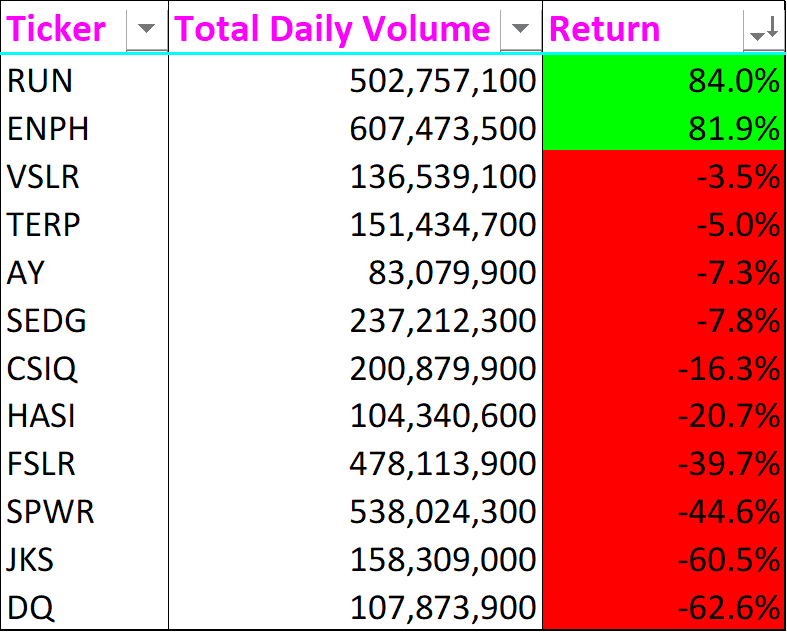 Ticker Total Daily Volume Return
RUN 502,757,100 84.0%
ENPH 607,473,500 81.9%
VSLR 136,539,100 -3.5%
TERP 151,434,700 -5.0%
AY 83,079,900 -7.3%
SEDG 237,212,300 -7.8%
CSIQ 200,879,900 -16.3%
HASI 104,340,600 -20.7%
FSLR 478,113,900 -39.7%
SPWR 538,024,300 -44.6%
JKS 158,309,000 -60.5%
DQ 107,873,900 -62.6%